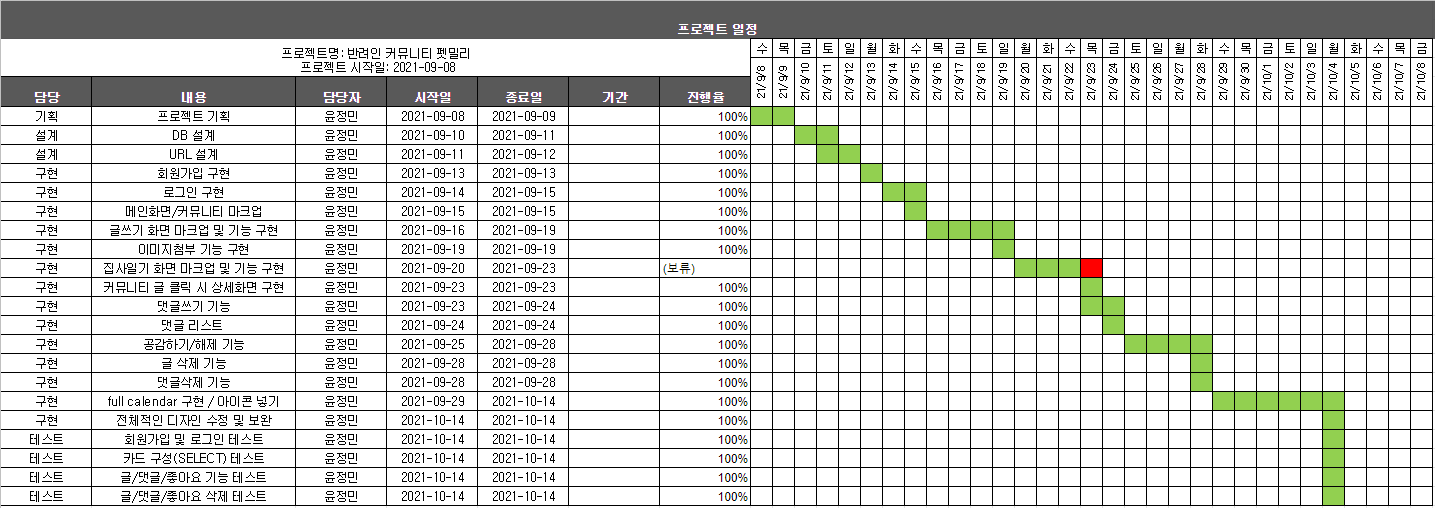 프로젝트 일정
프로젝트명: 반려인 커뮤니티 펫밀리
프로젝트 시작일: 2021-09-08
수 목 금 토 일 월 화 수 목 금 토 일 월 화 수 목 금 토 일 월 화 수 목 금 토 일 월 화 수 목 금
21/9/8 21/9/9 21/9/10 21/9/11 21/9/12 21/9/13 21/9/14 21/9/15 21/9/16 21/9/17 21/9/18 21/9/19 21/9/20 21/9/21 21/9/22 21/9/23 21/9/24 21/9/25 21/9/26 21/9/27 21/9/28 21/9/29 21/9/30 21/10/1 21/10/2 21/10/3 21/10/4 21/10/5 21/10/6 21/10/7 21/10/8
담당 내용 담당자 시작일 종료일 기간 진행율
기획 프로젝트 기획 윤정민 2021-09-08 2021-09-09 100%
설계 DB 설계 윤정민 2021-09-10 2021-09-11 100%
설계 URL 설계 윤정민 2021-09-11 2021-09-12 100%
구현 회원가입 구현 윤정민 2021-09-13 2021-09-13 100%
구현 로그인 구현 윤정민 2021-09-14 2021-09-15 100%
구현 메인화면/커뮤니티 마크업 윤정민 2021-09-15 2021-09-15 100%
구현 글쓰기 화면 마크업 및 기능 구현 윤정민 2021-09-16 2021-09-19 100%
구현 이미지첨부 기능 구현 윤정민 2021-09-19 2021-09-19 100%
구현 집사일기 화면 마크업 및 기능 구현 윤정민 2021-09-20 2021-09-23 (보류)
구현 커뮤니티 글 클릭 시 상세화면 구현 윤정민 2021-09-23 2021-09-23 100%
구현 댓글쓰기 기능 윤정민 2021-09-23 2021-09-24 100%
구현 댓글 리스트 윤정민 2021-09-24 2021-09-24 100%
구현 공감하기/해제 기능 윤정민 2021-09-25 2021-09-28 100%
구현 글 삭제 기능 윤정민 2021-09-28 2021-09-28 100%
구현 댓글삭제 기능 윤정민 2021-09-28 2021-09-28 100%
구현 full calendar 구현 / 아이콘 넣기 윤정민 2021-09-29 2021-10-14 100%
구현 전체적인 디자인 수정 및 보완 윤정민 2021-10-14 2021-10-14 100%
테스트 회원가입 및 로그인 테스트 윤정민 2021-10-14 2021-10-14 100%
테스트 카드 구성(SELECT) 테스트 윤정민 2021-10-14 2021-10-14 100%
테스트 글/댓글/좋아요 기능 테스트 윤정민 2021-10-14 2021-10-14 100%
테스트 글/댓글/좋아요 삭제 테스트 윤정민 2021-10-14 2021-10-14 100%